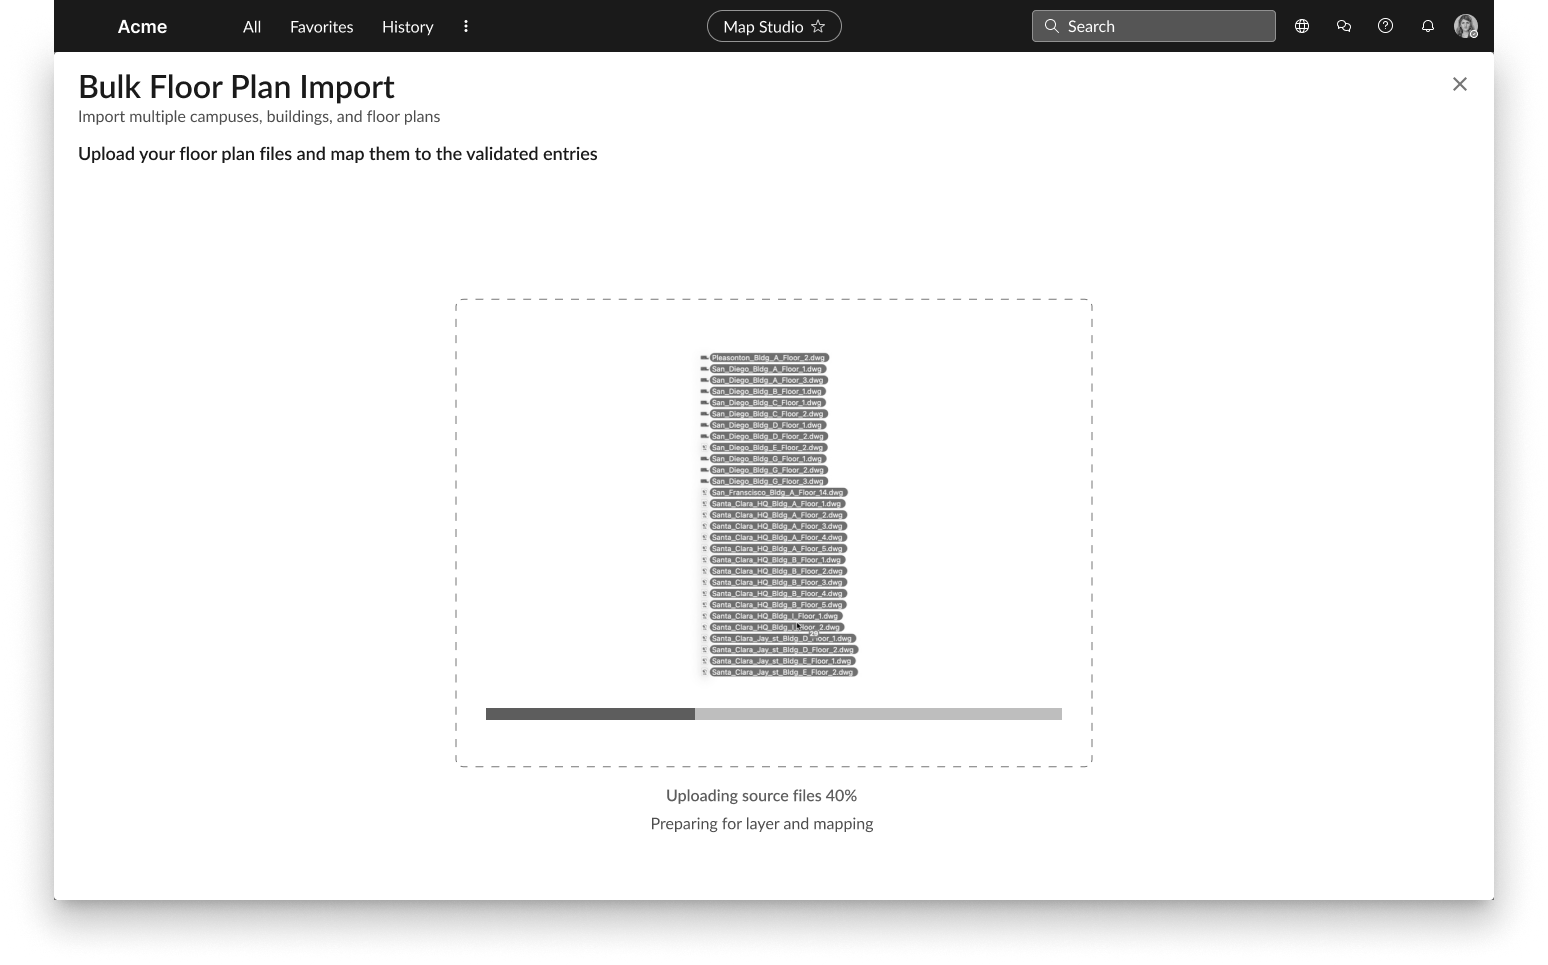 Acme
All
Favorites
History
Map Studio
Search
Bulk Floor Plan Import
Import multiple campuses, buildings, and floor plans
Upload your floor plan files and map them to the validated entries
Pleasonton_Bldg_A_Floor_2.dwg
San_Diego_Bldg_A_Floor_1.dwg
San_Diego_Bldg_A_Floor_3.dwg
San_Diego_Bldg_B_Floor_1.dwg
San_Diego_Bldg_C_Floor_1.dwg
San_Diego_Bldg_C_Floor_2.dwg
San_Diego_Bldg_D_Floor_1.dwg
San_Diego_Bldg_D_Floor_2.dwg
San_Diego_Bldg_E_Floor_2.dwg
San_Diego_Bldg_G_Floor_1.dwg
San_Diego_Bldg_G_Floor_2.dwg
San_Diego_Bldg_G_Floor_3.dwg
San_Franscisco_Bldg_A_Floor_14.dwg
Santa_Clara_HQ_Bldg_A_Floor_1.dwg
Santa_Clara_HQ_Bldg_A_Floor_2.dwg
Santa_Clara_HQ_Bldg_A_Floor_3.dwg
Santa_Clara_HQ_Bldg_A_Floor_4.dwg
Santa_Clara_HQ_Bldg_A_Floor_5.dwg
Santa_Clara_HQ_Bldg_B_Floor_1.dwg
Santa_Clara_HQ_Bldg_B_Floor_2.dwg
Santa_Clara_HQ_Bldg_B_Floor_3.dwg
Santa_Clara_HQ_Bldg_B_Floor_4.dwg
Santa_Clara_HQ_Bldg_B_Floor_5.dwg
Santa_Clara_HQ_Bldg_I_Floor_1.dwg
Santa_Clara_HQ_Bldg_I_Floor_2.dwg
29
Santa_Clara_Jay_st_Bldg_D_Floor_1.dwg
Santa_Clara_Jay_st_Bldg_D_Floor_2.dwg
Santa_Clara_Jay_st_Bldg_E_Floor_1.dwg
Santa_Clara_Jay_st_Bldg_E_Floor_2.dwg
Uploading source files 40%
Preparing for layer and mapping